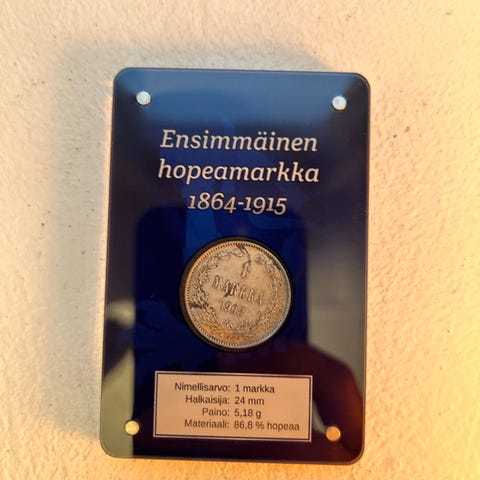 Ensimmäinen
hopeamarkka
1864-1915
1
MARKKA
Nimellisarvo: 1 markka
Halkaisija: 24 mm
Paino: 5,18 g
Materiaali: 86,8 % hopeaa